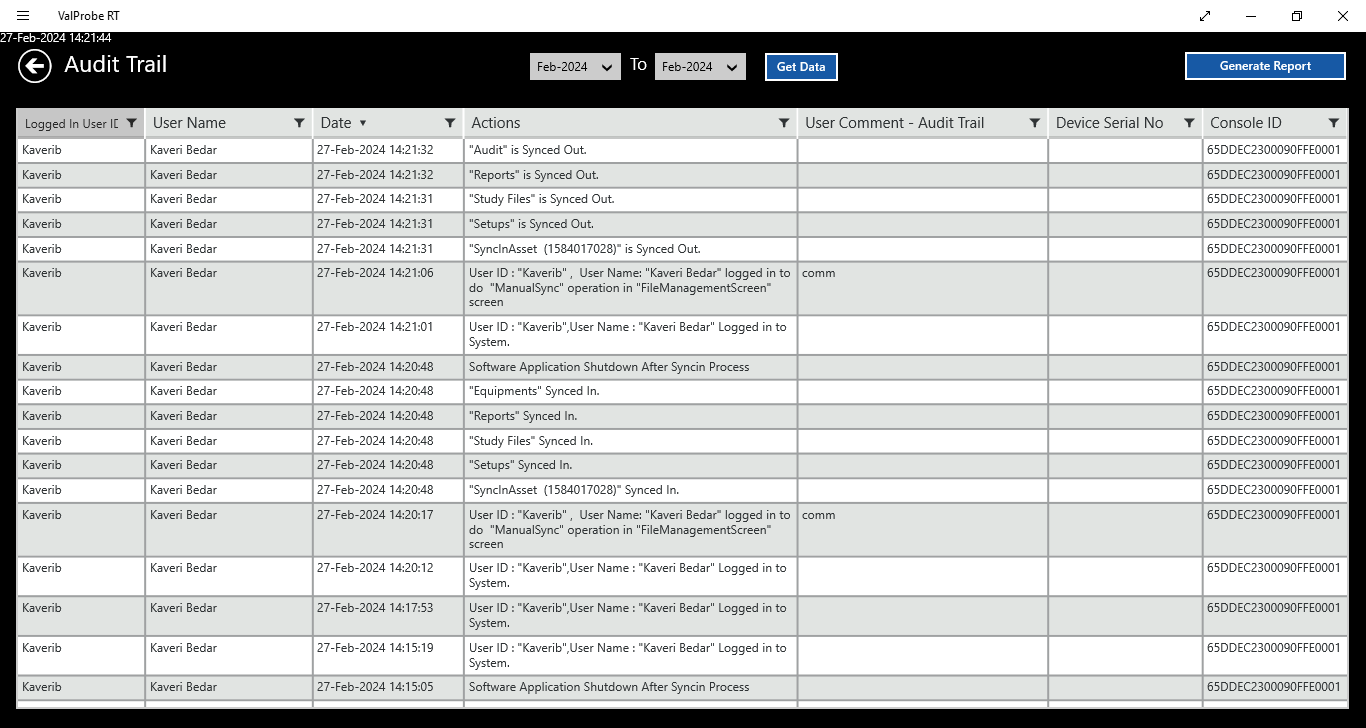 ValProbe RT
27-Feb-2024 14:21:44
Audit Trail
Feb-2024 To Feb-2024 Get Data Generate Report
Logged In User ID User Name Date Actions User Comment - Audit Trail Device Serial No Console ID
Kaverib Kaveri Bedar 27-Feb-2024 14:21:32 "Audit" is Synced Out. 65DDEC2300090FFE0001
Kaverib Kaveri Bedar 27-Feb-2024 14:21:32 "Reports" is Synced Out. 65DDEC2300090FFE0001
Kaverib Kaveri Bedar 27-Feb-2024 14:21:31 "Study Files" is Synced Out. 65DDEC2300090FFE0001
Kaverib Kaveri Bedar 27-Feb-2024 14:21:31 "Setups" is Synced Out. 65DDEC2300090FFE0001
Kaverib Kaveri Bedar 27-Feb-2024 14:21:31 "SyncInAsset (1584017028)" is Synced Out. 65DDEC2300090FFE0001
Kaverib Kaveri Bedar 27-Feb-2024 14:21:06 User ID : "Kaverib" , User Name: "Kaveri Bedar" logged in to comm 65DDEC2300090FFE0001
do "ManualSync" operation in "FileManagementScreen"
screen
Kaverib Kaveri Bedar 27-Feb-2024 14:21:01 User ID : "Kaverib",User Name : "Kaveri Bedar" Logged in to 65DDEC2300090FFE0001
System.
Kaverib Kaveri Bedar 27-Feb-2024 14:20:48 Software Application Shutdown After Syncin Process 65DDEC2300090FFE0001
Kaverib Kaveri Bedar 27-Feb-2024 14:20:48 "Equipments" Synced In. 65DDEC2300090FFE0001
Kaverib Kaveri Bedar 27-Feb-2024 14:20:48 "Reports" Synced In. 65DDEC2300090FFE0001
Kaverib Kaveri Bedar 27-Feb-2024 14:20:48 "Study Files" Synced In. 65DDEC2300090FFE0001
Kaverib Kaveri Bedar 27-Feb-2024 14:20:48 "Setups" Synced In. 65DDEC2300090FFE0001
Kaverib Kaveri Bedar 27-Feb-2024 14:20:48 "SyncInAsset (1584017028)" Synced In. 65DDEC2300090FFE0001
Kaverib Kaveri Bedar 27-Feb-2024 14:20:17 User ID : "Kaverib" , User Name: "Kaveri Bedar" logged in to comm 65DDEC2300090FFE0001
do "ManualSync" operation in "FileManagementScreen"
screen
Kaverib Kaveri Bedar 27-Feb-2024 14:20:12 User ID : "Kaverib",User Name : "Kaveri Bedar" Logged in to 65DDEC2300090FFE0001
System.
Kaverib Kaveri Bedar 27-Feb-2024 14:17:53 User ID : "Kaverib",User Name : "Kaveri Bedar" Logged in to 65DDEC2300090FFE0001
System.
Kaverib Kaveri Bedar 27-Feb-2024 14:15:19 User ID : "Kaverib",User Name : "Kaveri Bedar" Logged in to 65DDEC2300090FFE0001
System.
Kaverib Kaveri Bedar 27-Feb-2024 14:15:05 Software Application Shutdown After Syncin Process 65DDEC2300090FFE0001